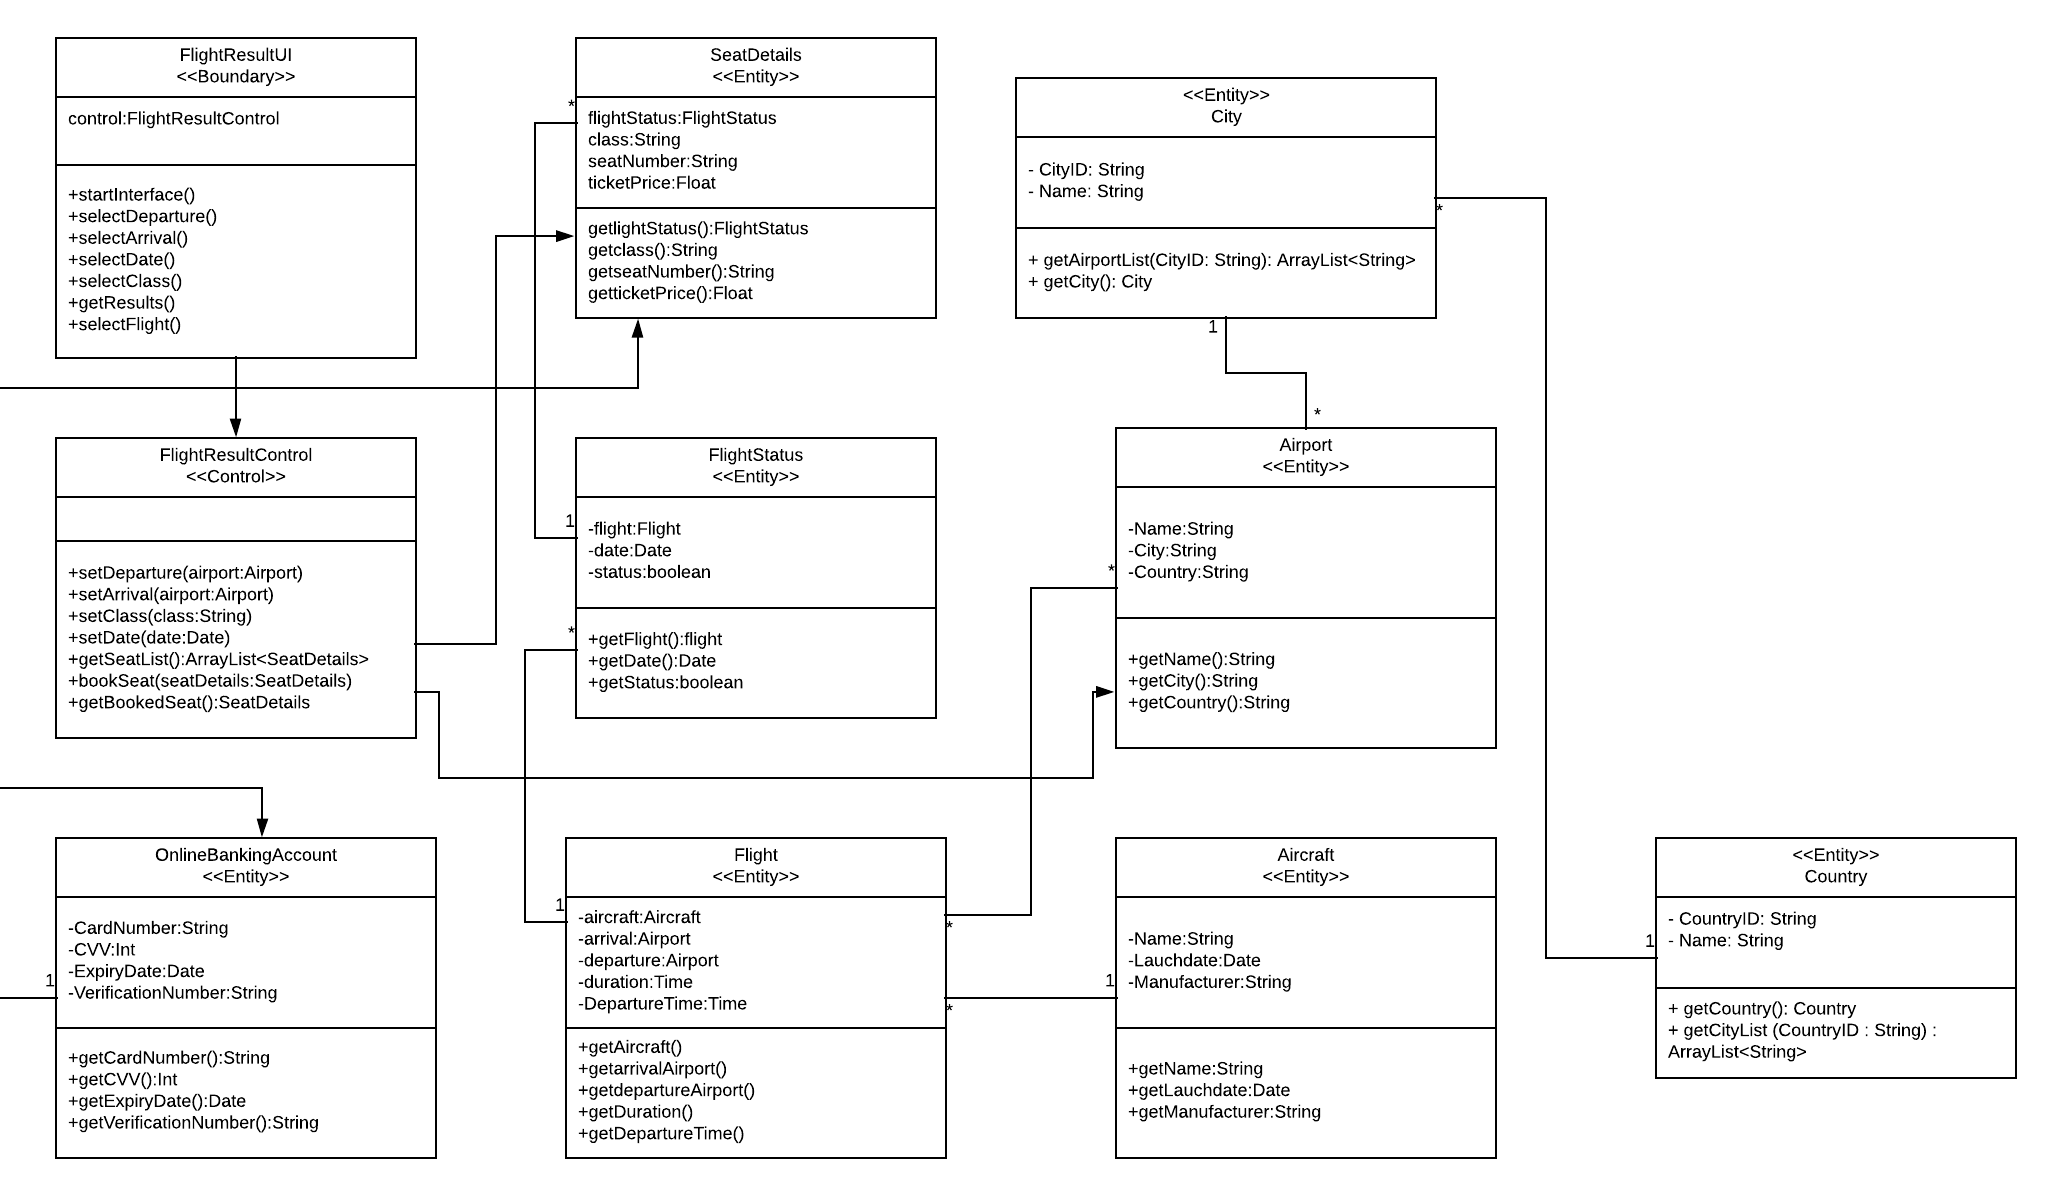 FlightResultUI
<<Boundary>>
control:FlightResultControl
+startInterface()
+selectDeparture()
+selectArrival()
+selectDate()
+selectClass()
+getResults()
+selectFlight()
SeatDetails
<<Entity>>
*
flightStatus:FlightStatus
class:String
seatNumber:String
ticketPrice:Float
getlightStatus():FlightStatus
getclass():String
getseatNumber():String
getticketPrice():Float
<<Entity>>
City
- CityID: String
- Name: String
*
+ getAirportList(CityID: String): ArrayList<String>
+ getCity(): City
1
*
FlightResultControl
<<Control>>
+setDeparture(airport:Airport)
+setArrival(airport:Airport)
+setClass(class:String)
+setDate(date:Date)
+getSeatList():ArrayList<SeatDetails>
+bookSeat(seatDetails:SeatDetails)
+getBookedSeat():SeatDetails
FlightStatus
<<Entity>>
1
-flight:Flight
-date:Date
-status:boolean
*
+getFlight():flight
+getDate():Date
+getStatus:boolean
Airport
<<Entity>>
-Name:String
-City:String
*
-Country:String
+getName():String
+getCity():String
+getCountry():String
OnlineBankingAccount
<<Entity>>
-CardNumber:String
-CVV:Int
-ExpiryDate:Date
1
-VerificationNumber:String
+getCardNumber():String
+getCVV():Int
+getExpiryDate():Date
+getVerificationNumber():String
Flight
<<Entity>>
1
-aircraft:Aircraft
*
-arrival:Airport
-departure:Airport
-duration:Time
-DepartureTime:Time
*
+getAircraft()
+getarrivalAirport()
+getdepartureAirport()
+getDuration()
+getDepartureTime()
Aircraft
<<Entity>>
-Name:String
-Lauchdate:Date
1
-Manufacturer:String
+getName:String
+getLauchdate:Date
+getManufacturer:String
<<Entity>>
Country
- CountryID: String
1
- Name: String
+ getCountry(): Country
+ getCityList (CountryID : String) :
ArrayList<String>